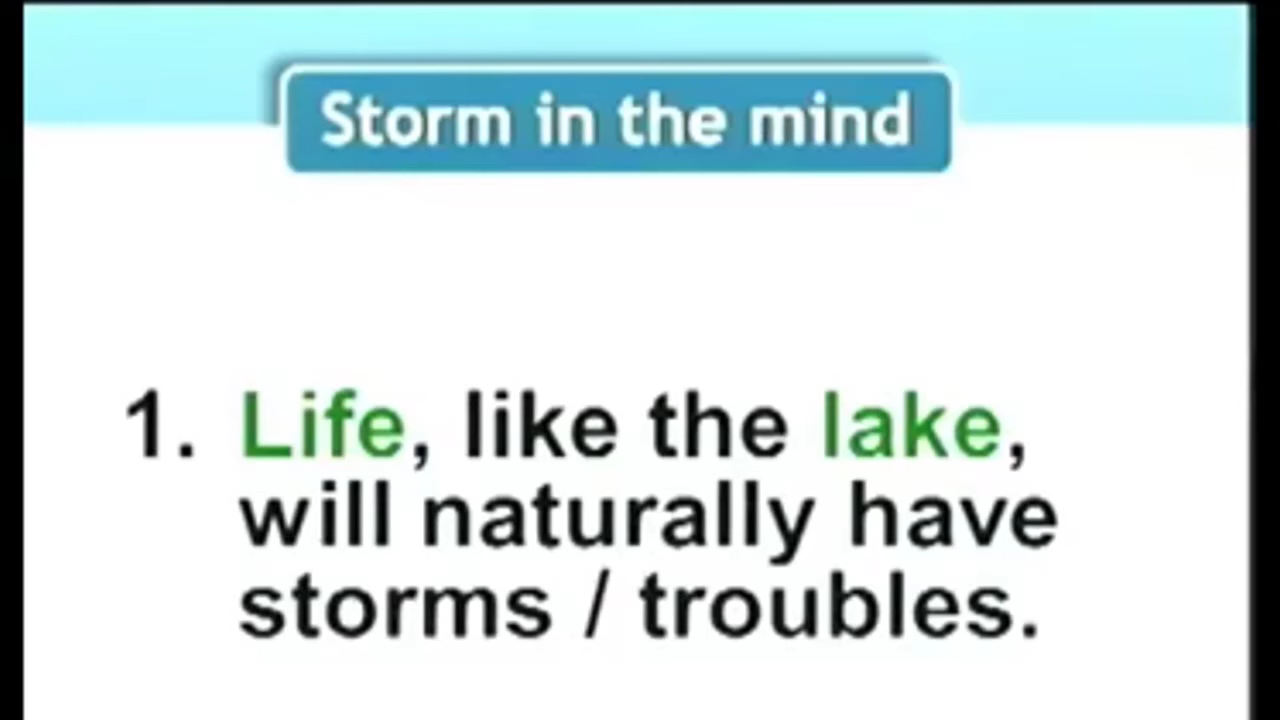 Storm in the mind
1. Life, like the lake,
will naturally have
storms / troubles.